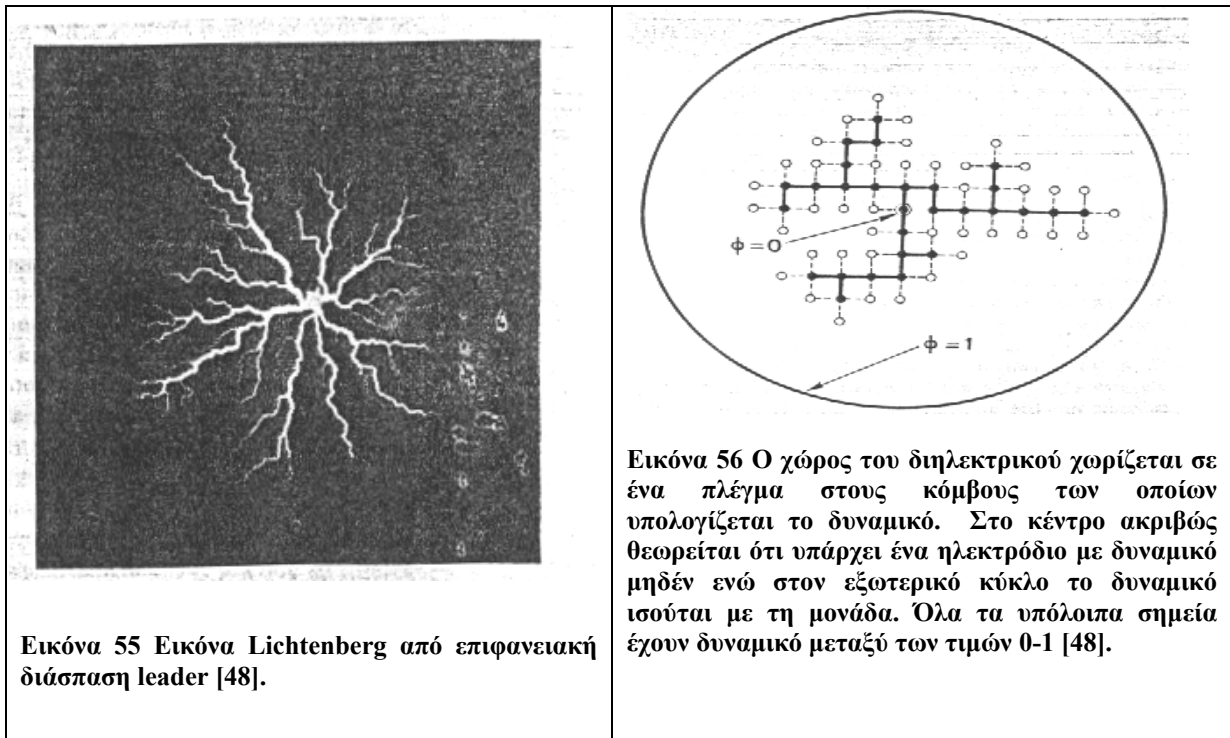 ϕ=0
ϕ = 1
Εικόνα 55 Εικόνα Lichtenberg από επιφανειακή
διάσπαση leader [48].
Εικόνα 56 Ο χώρος του διηλεκτρικού χωρίζεται σε
ένα πλέγμα στους κόμβους των οποίων
υπολογίζεται το δυναμικό. Στο κέντρο ακριβώς
θεωρείται ότι υπάρχει ένα ηλεκτρόδιο με δυναμικό
μηδέν ενώ στον εξωτερικό κύκλο το δυναμικό
ισούται με τη μονάδα. Όλα τα υπόλοιπα σημεία
έχουν δυναμικό μεταξύ των τιμών 0-1 [48].